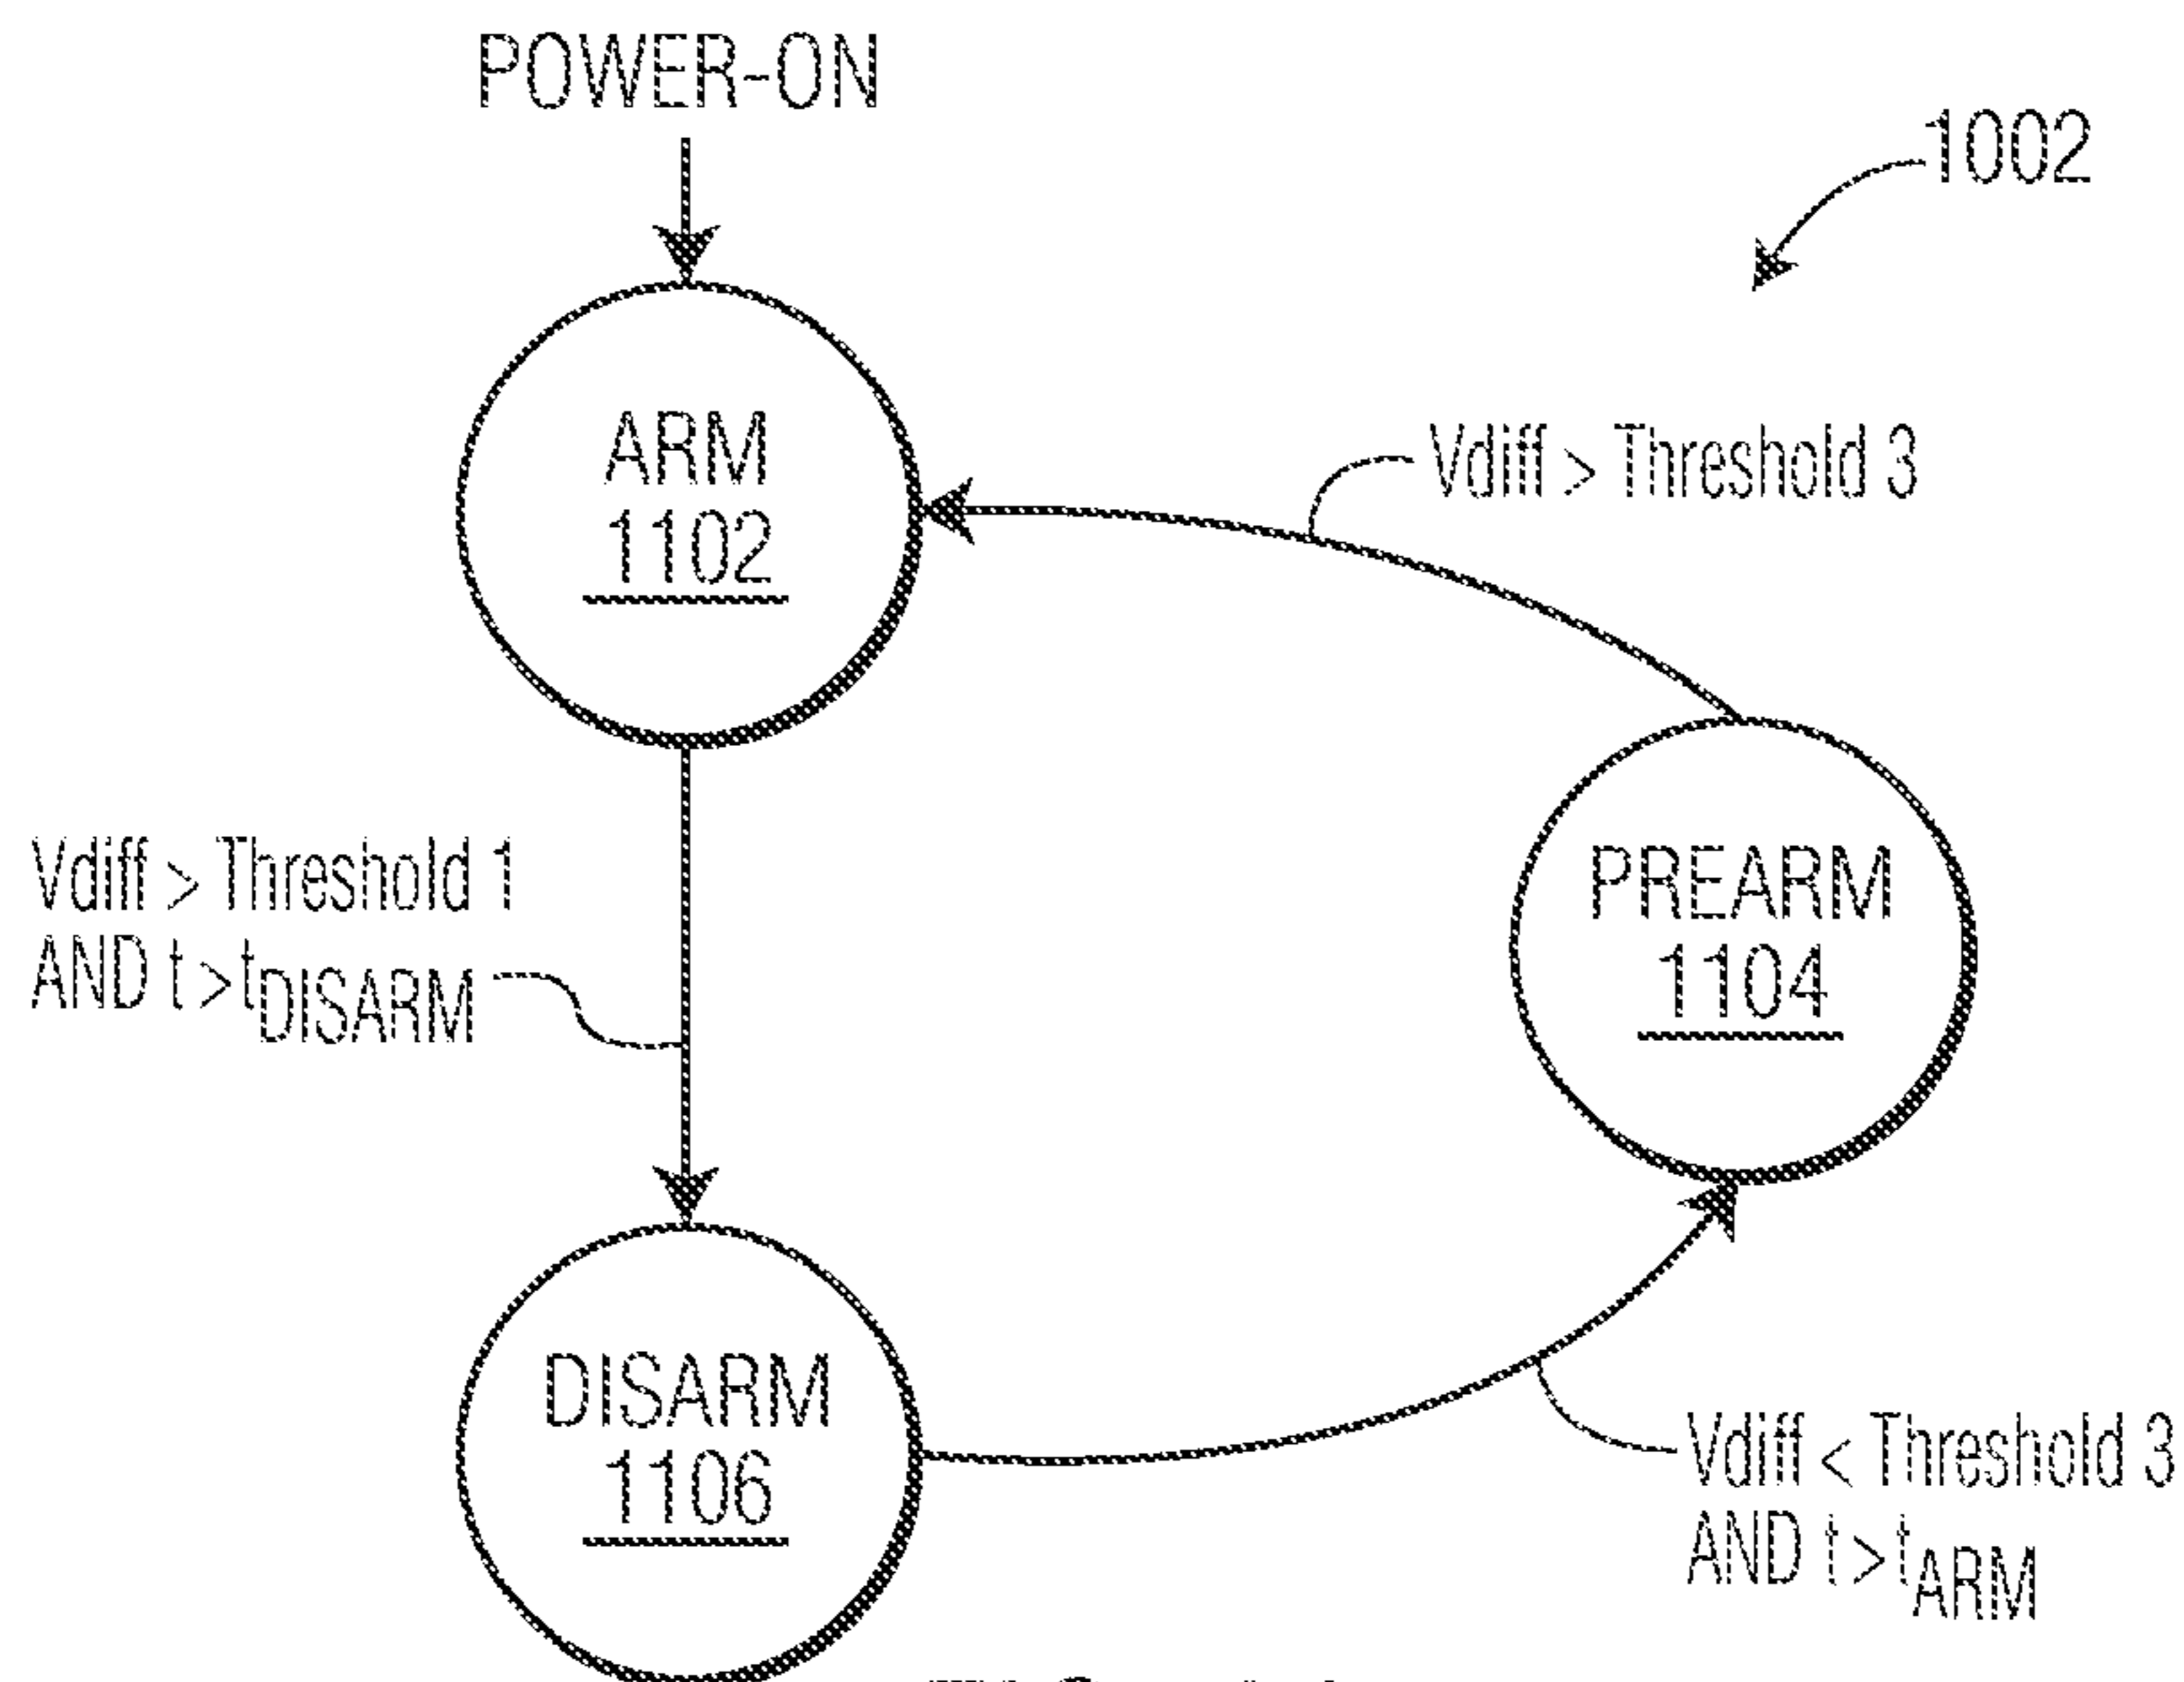 POWER-ON
1002
ARM
1102
Vdiff > Threshold 3
Vdiff > Threshold 1
AND t >tDISARM
PREARM
1104
DISARM
1106
Vdiff < Threshold 3
AND t >tARM